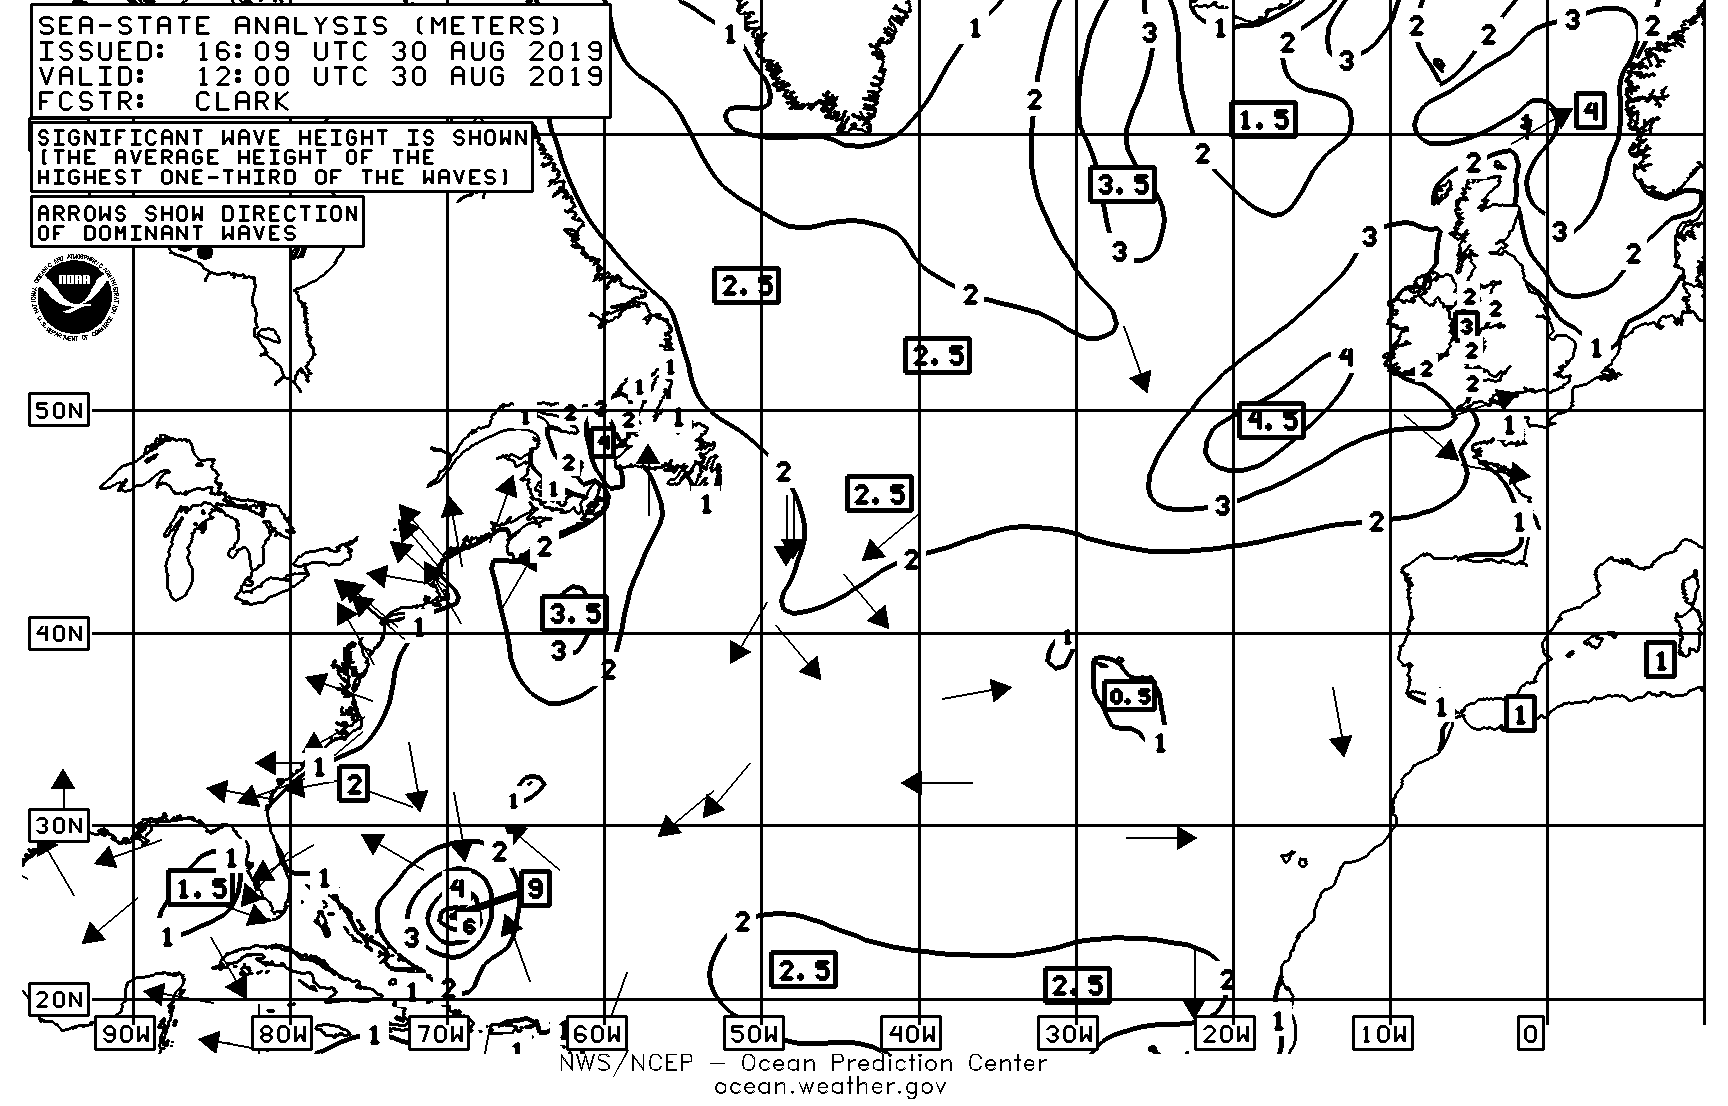 SEA-STATE ANALYSIS (METERS)
ISSUED: 16:09 UTC 30 AUG 2019
VALID: 12:00 UTC 30 AUG 2019
FCSTR: CLARK
SIGNIFICANT WAVE HEIGHT IS SHOWN
(THE AVERAGE HEIGHT OF THE
HIGHEST ONE-THIRD OF THE WAVES)
ARROWS SHOW DIRECTION
OF DOMINANT WAVES
NOAA
1 1 3 1 2 3 2 2 3 2
3
2 1.5 4
2 2
3.5
3 3 3 2
2.5 2 2 2
3
2.5 4 2 1
2
1 1 2 2
50N 1 2 2 2 1 4.5 1
4
2 2
1 1 2.5 3 2 1
2 2
3.5
40N 1 1
3 2 1
0.5 1 1
1
1 2
1
30N
1 2
1.5 1 4 9
1 3 6 2
2.5 2.5 2
20N 1 2
1 1 1
90W 80W 70W 60W 50W 40W 30W 20W 10W 0
NWS/NCEP – Ocean Prediction Center
ocean.weather.gov